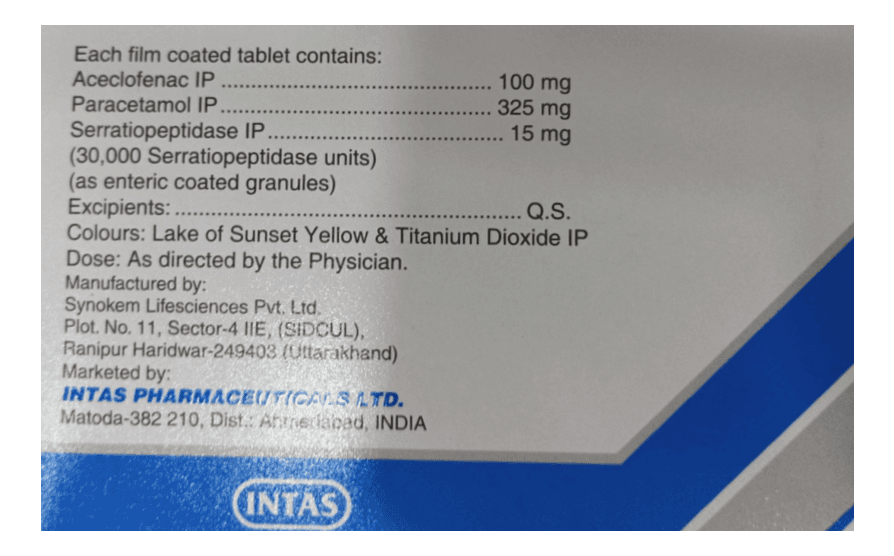 Each film coated tablet contains:
Aceclofenac IP ............................................. 100 mg
Paracetamol IP............................................. 325 mg
Serratiopeptidase IP....................................... 15 mg
(30,000 Serratiopeptidase units)
(as enteric coated granules)
Excipients: .......................................................... Q.S.
Colours: Lake of Sunset Yellow & Titanium Dioxide IP
Dose: As directed by the Physician.
Manufactured by:
Synokem Lifesciences Pvt. Ltd.
Plot. No. 11, Sector-4 IIE, (SIDCUL),
Ranipur Haridwar-249403 (Uttarakhand)
Marketed by:
INTAS PHARMACEUTICALS LTD.
Matoda-382 210, Dist.: Ahmedabad, INDIA
INTAS